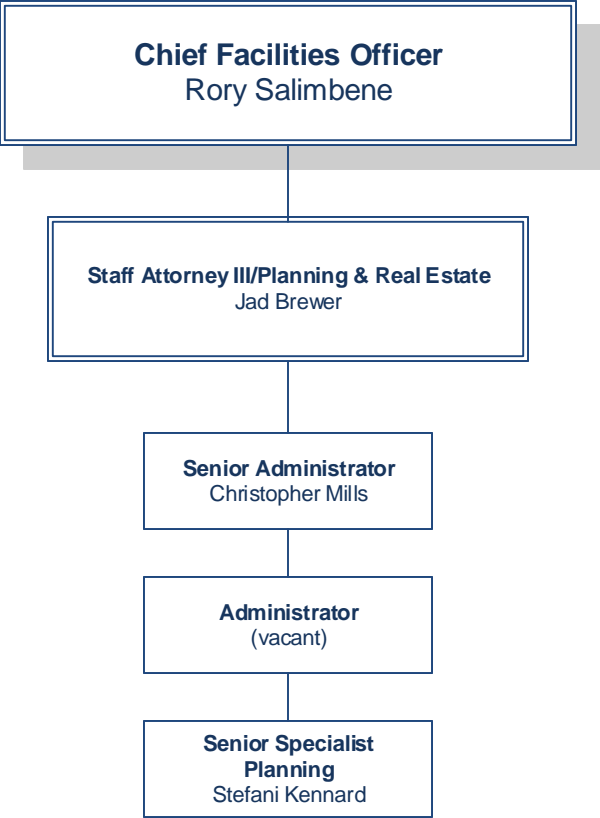 Chief Facilities Officer
Rory Salimbene
Staff Attorney III/Planning & Real Estate
Jad Brewer
Senior Administrator
Christopher Mills
Administrator
(vacant)
Senior Specialist
Planning
Stefani Kennard